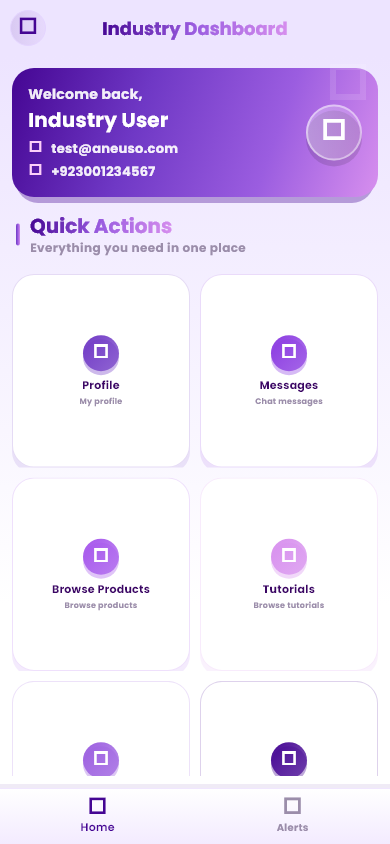 Industry Dashboard
Welcome back,
Industry User
test@aneuso.com
+923001234567
Quick Actions
Everything you need in one place
Profile
My profile
Messages
Chat messages
Browse Products
Browse products
Tutorials
Browse tutorials
Home
Alerts